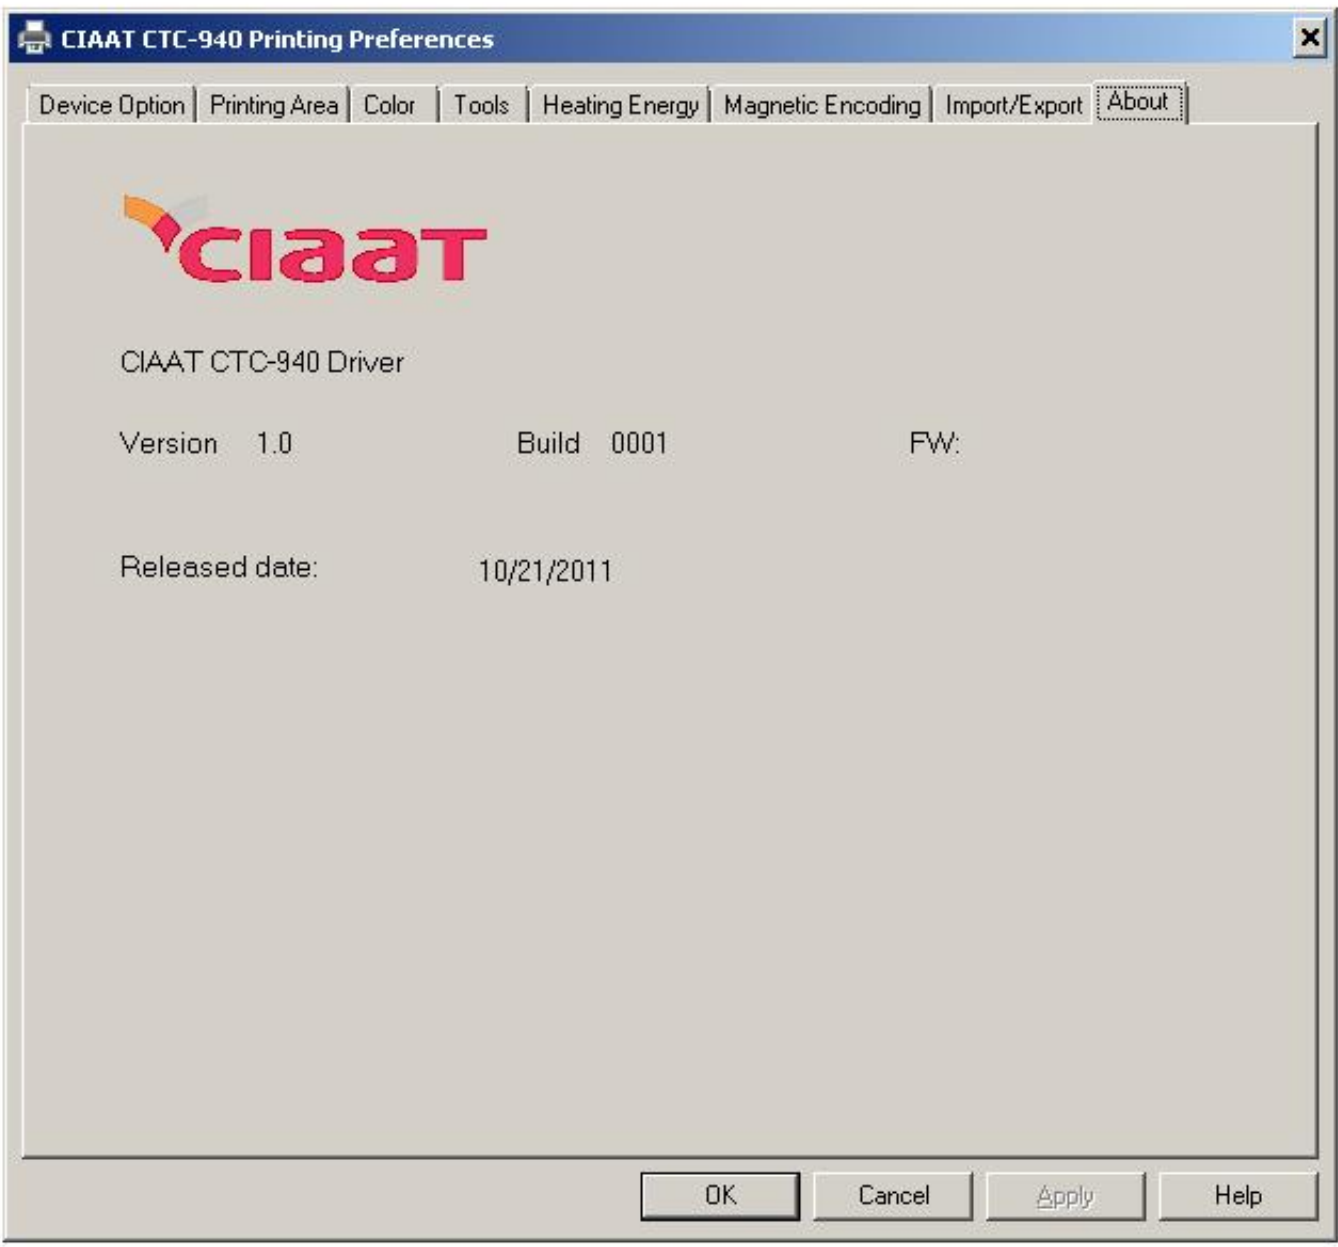 CIAAT CTC-940 Printing Preferences
Device Option Printing Area Color Tools Heating Energy Magnetic Encoding Import/Export About
CIAAT
CIAAT CTC-940 Driver
Version 1.0 Build 0001 FW:
Released date: 10/21/2011
OK Cancel Apply Help